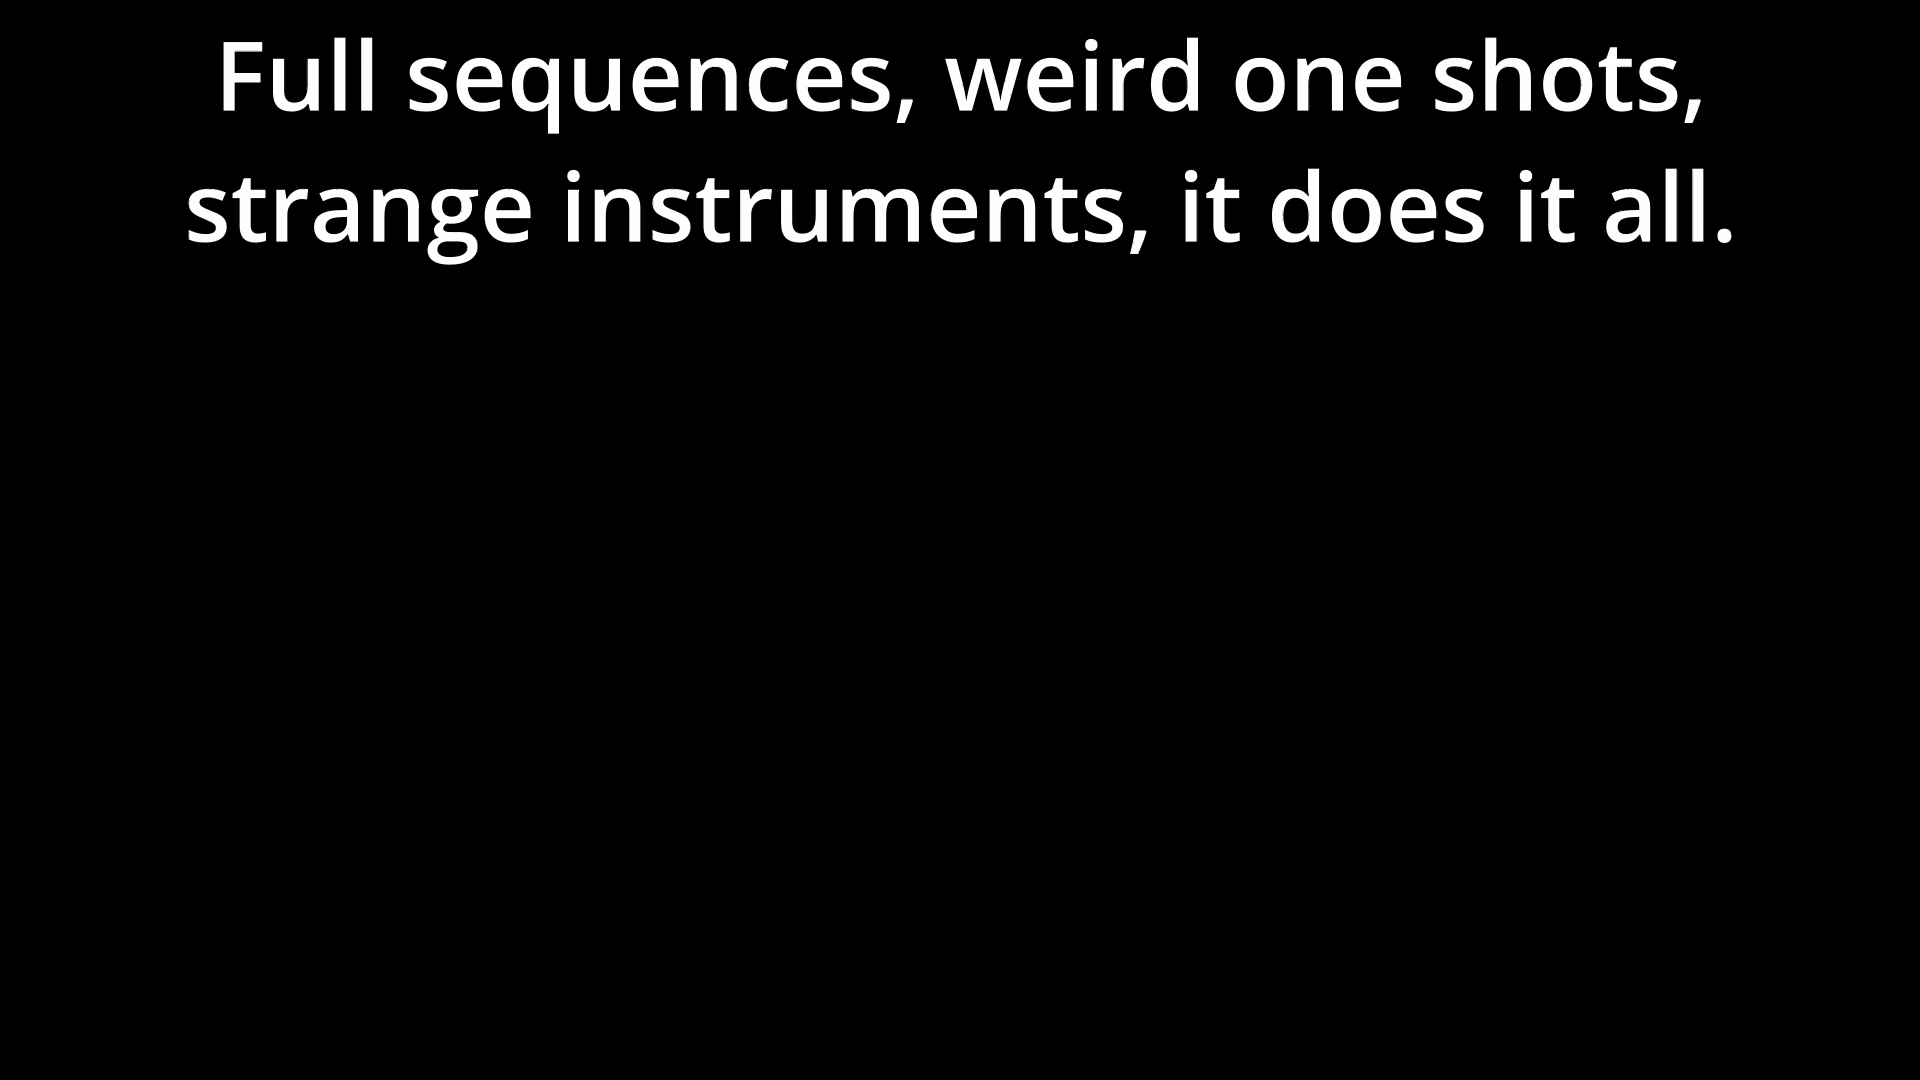 Full sequences, weird one shots,
strange instruments, it does it all.